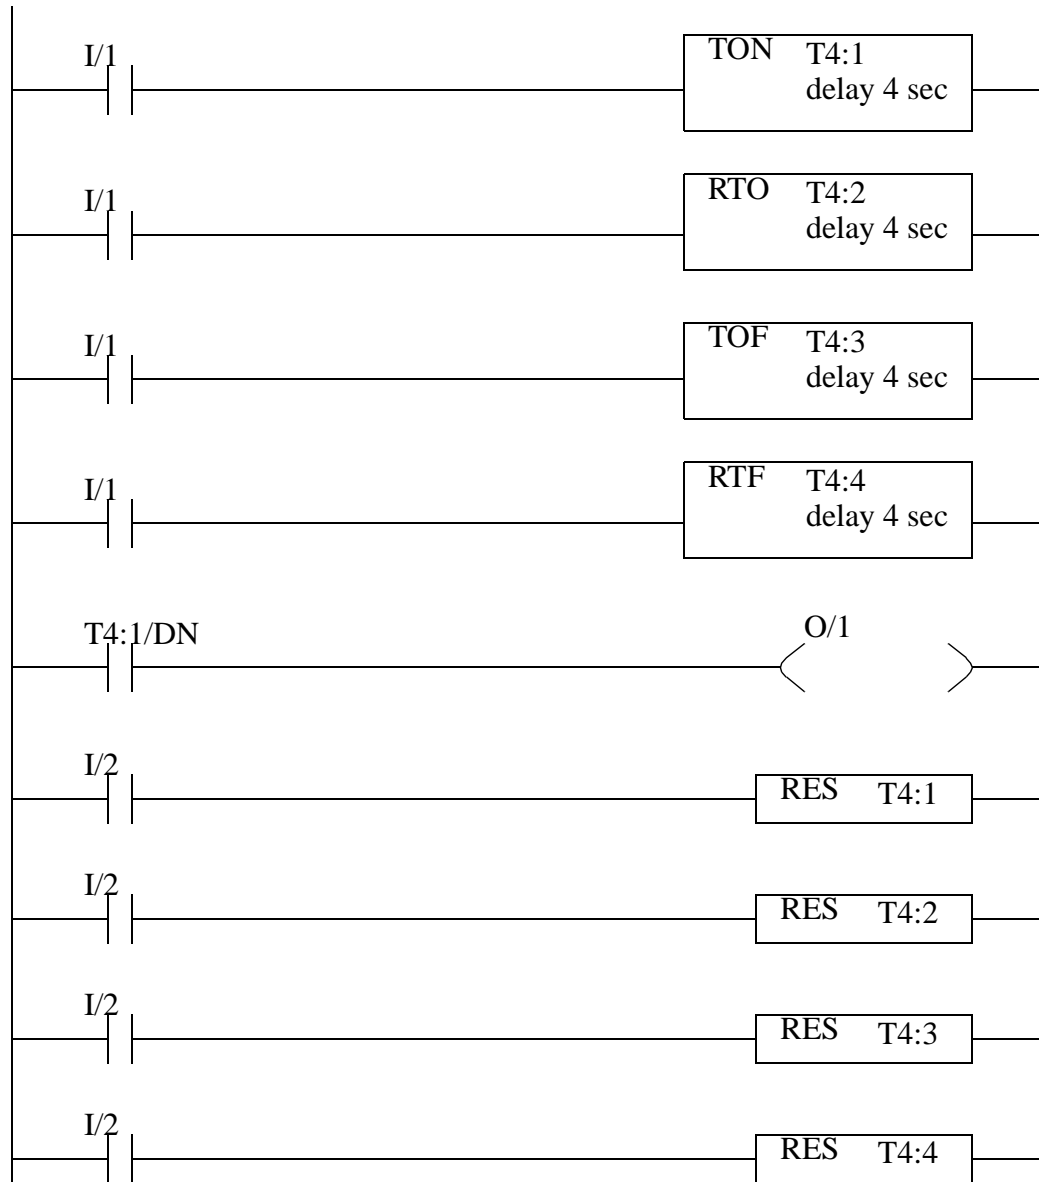 I/1
TON T4:1
delay 4 sec
I/1
RTO T4:2
delay 4 sec
I/1
TOF T4:3
delay 4 sec
I/1
RTF T4:4
delay 4 sec
T4:1/DN O/1
I/2
RES T4:1
I/2
RES T4:2
I/2
RES T4:3
I/2
RES T4:4